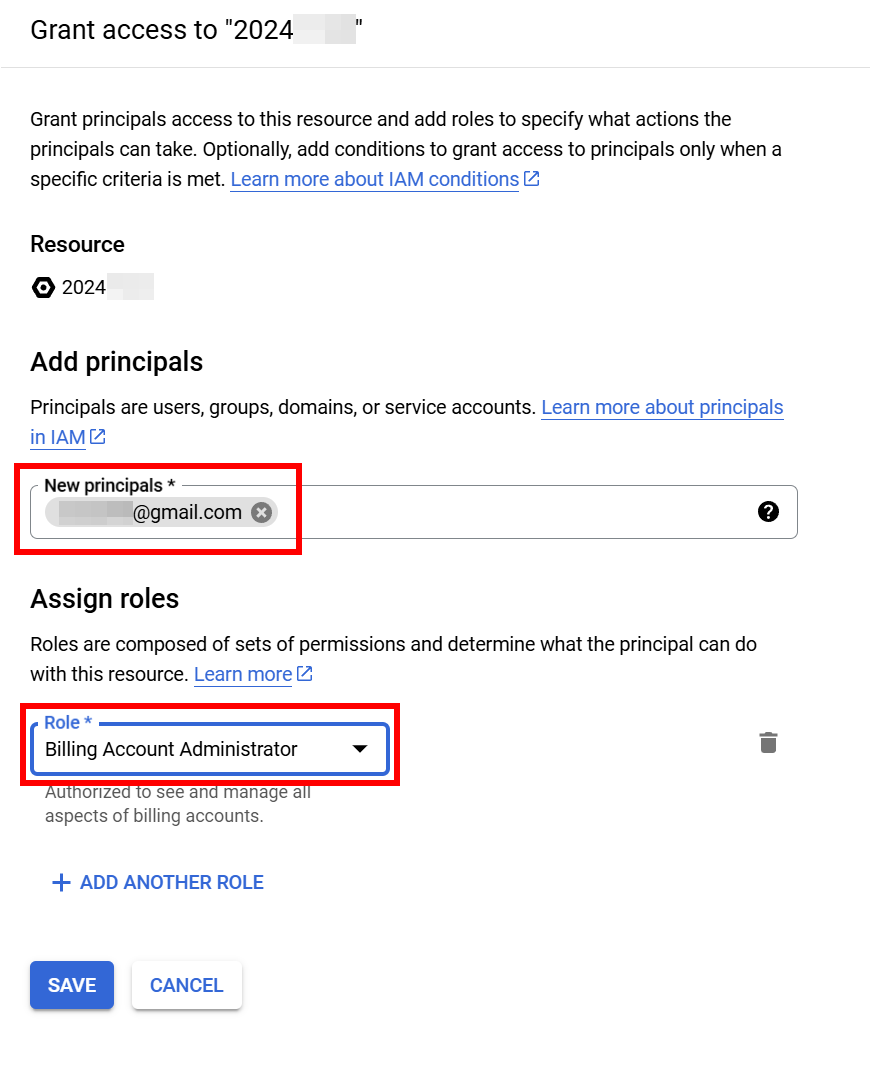 Grant access to "2024"
Grant principals access to this resource and add roles to specify what actions the
principals can take. Optionally, add conditions to grant access to principals only when a
specific criteria is met. Learn more about IAM conditions
Resource
2024
Add principals
Principals are users, groups, domains, or service accounts. Learn more about principals
in IAM
New principals *
@gmail.com
Assign roles
Roles are composed of sets of permissions and determine what the principal can do
with this resource. Learn more
Role *
Billing Account Administrator
Authorized to see and manage all
aspects of billing accounts.
+ ADD ANOTHER ROLE
SAVE CANCEL